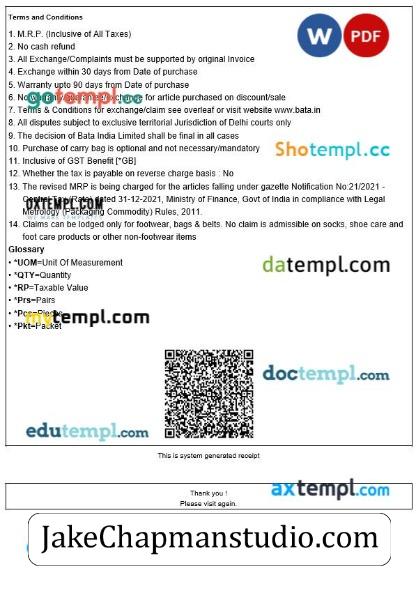 Terms and Conditions
W PDF
1. M.R.P. (Inclusive of All Taxes)
2. No cash refund
3. All Exchange/Complaints must be supported by original Invoice
4. Exchange within 30 days from Date of purchase
5. Warranty upto 90 days from Date of purchase
gotempl.cc
6. No for article purchased on discount/sale
7. Terms & Conditions for exchange/claim see overleaf or visit website www.bata.in
8. All disputes subject to exclusive territorial Jurisdiction of Delhi courts only
9. The decision of Bata India Limited shall be final in all cases
10. Purchase of carry bag is optional and not necessary/mandatory
Shotempl.cc
11. Inclusive of GST Benefit [*GB)
12. Whether the tax is payable on reverse charge basis : No
13. The revised MRP is being charged for the articles falling under gazette Notification No:21/2021 -
dated 31-12-2021, Ministry of Finance, Govt of India in compliance with Legal
OXTEMPL.COM
WE MAKE TEMPLATES
Metrology (Packaging Commodity) Rules, 2011.
14. Claims can be lodged only for footwear, bags & belts. No claim is admissible on socks, shoe care and
foot care products or other non-footwear items
Glossary
• *UOM=Unit Of Measurement
datempl.com
• *QTY=Quantity
• *RP=Taxable Value
• *Prs=Pairs
mytempl.com
• *Pkt=Packet
doctempl.com
edutempl.com
This is system generated receipt
axtempl.com
Thank you !
Please visit again.
JakeChapmanstudio.com